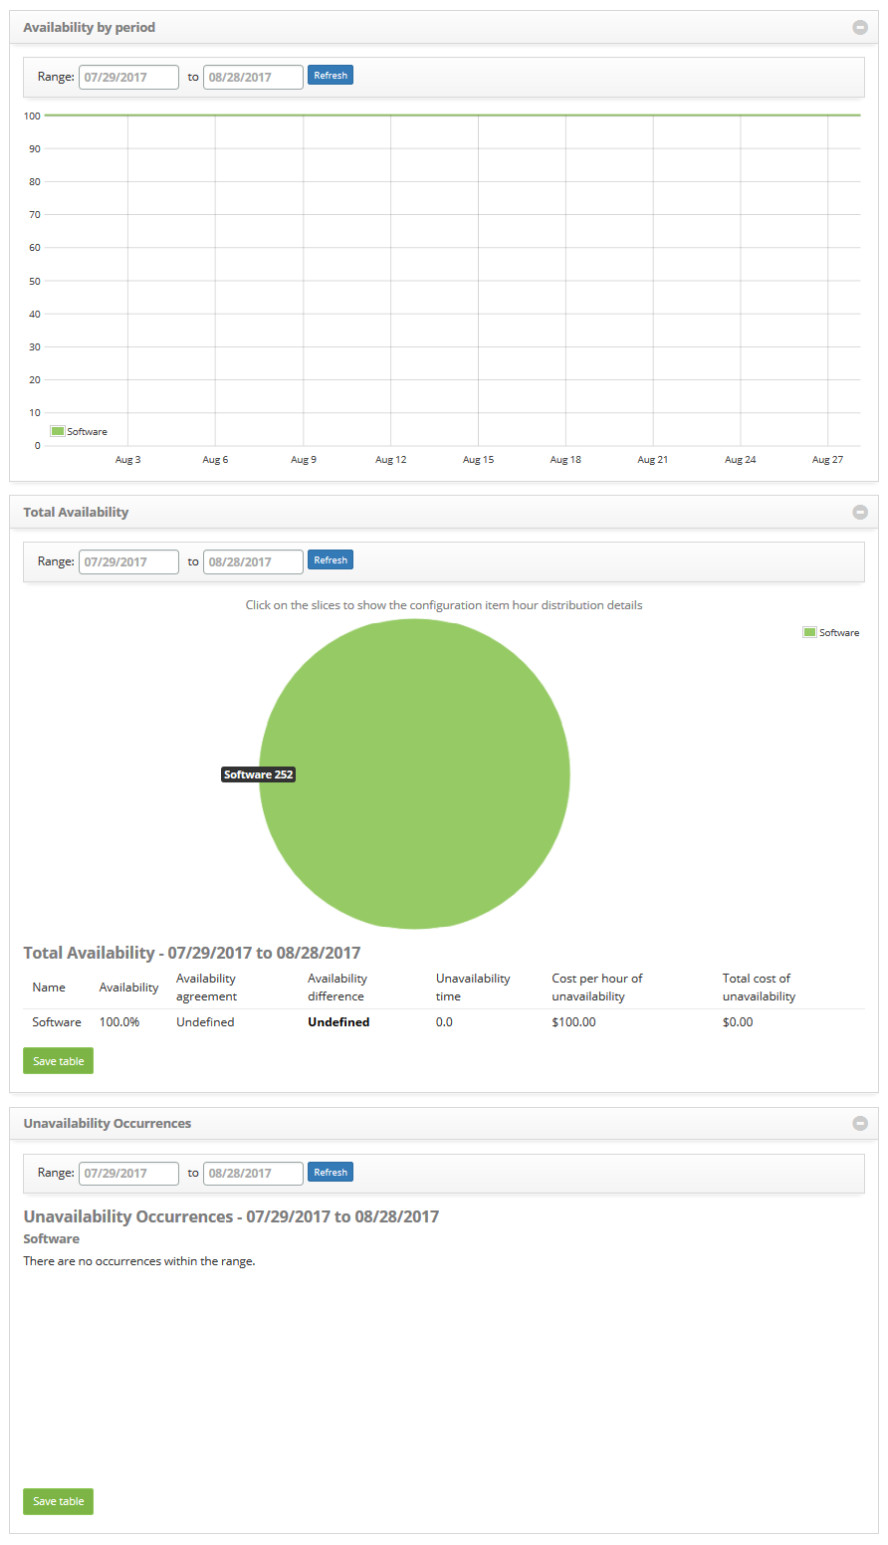 Availability by period
Range: 07/29/2017 to 08/28/2017 Refresh
100
90
80
70
60
50
40
30
20
10
Software
0
Aug 3 Aug 6 Aug 9 Aug 12 Aug 15 Aug 18 Aug 21 Aug 24 Aug 27
Total Availability
Range: 07/29/2017 to 08/28/2017 Refresh
Click on the slices to show the configuration item hour distribution details
Software
Software 252
Total Availability - 07/29/2017 to 08/28/2017
Name Availability Availability agreement Availability difference Unavailability time Cost per hour of unavailability Total cost of unavailability
Software 100.0% Undefined Undefined 0.0 $100.00 $0.00
Save table
Unavailability Occurrences
Range: 07/29/2017 to 08/28/2017 Refresh
Unavailability Occurrences - 07/29/2017 to 08/28/2017
Software
There are no occurrences within the range.
Save table